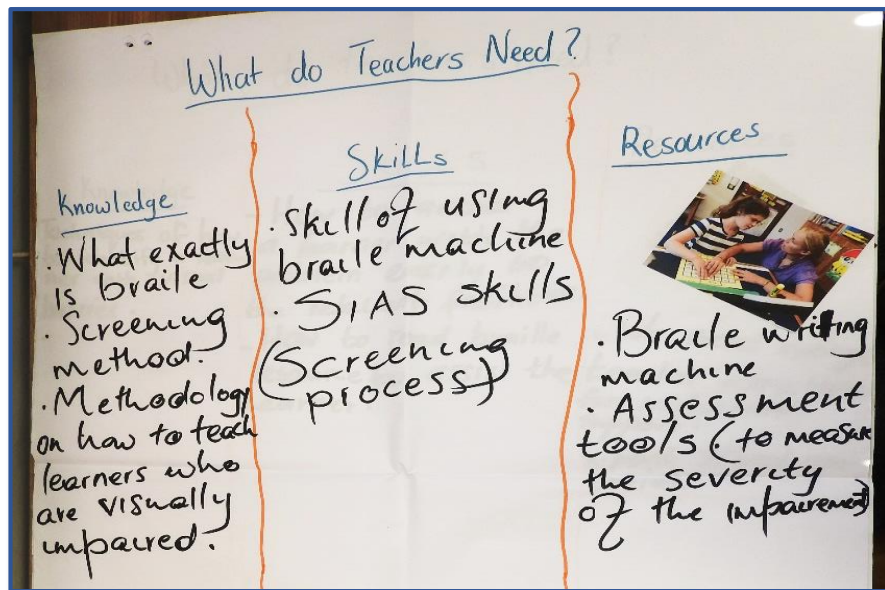 What do Teachers Need?
Knowledge
. What exactly
is braile
. Screening
method.
. Methodology
on how to teach
learners who
are visually
impaired.
Skills
. Skill of using
braile machine
. SIAS skills
(Screening
process)
Resources
. Braile writing
machine
. Assessment
tools (to measure
the severity
of the impairement)